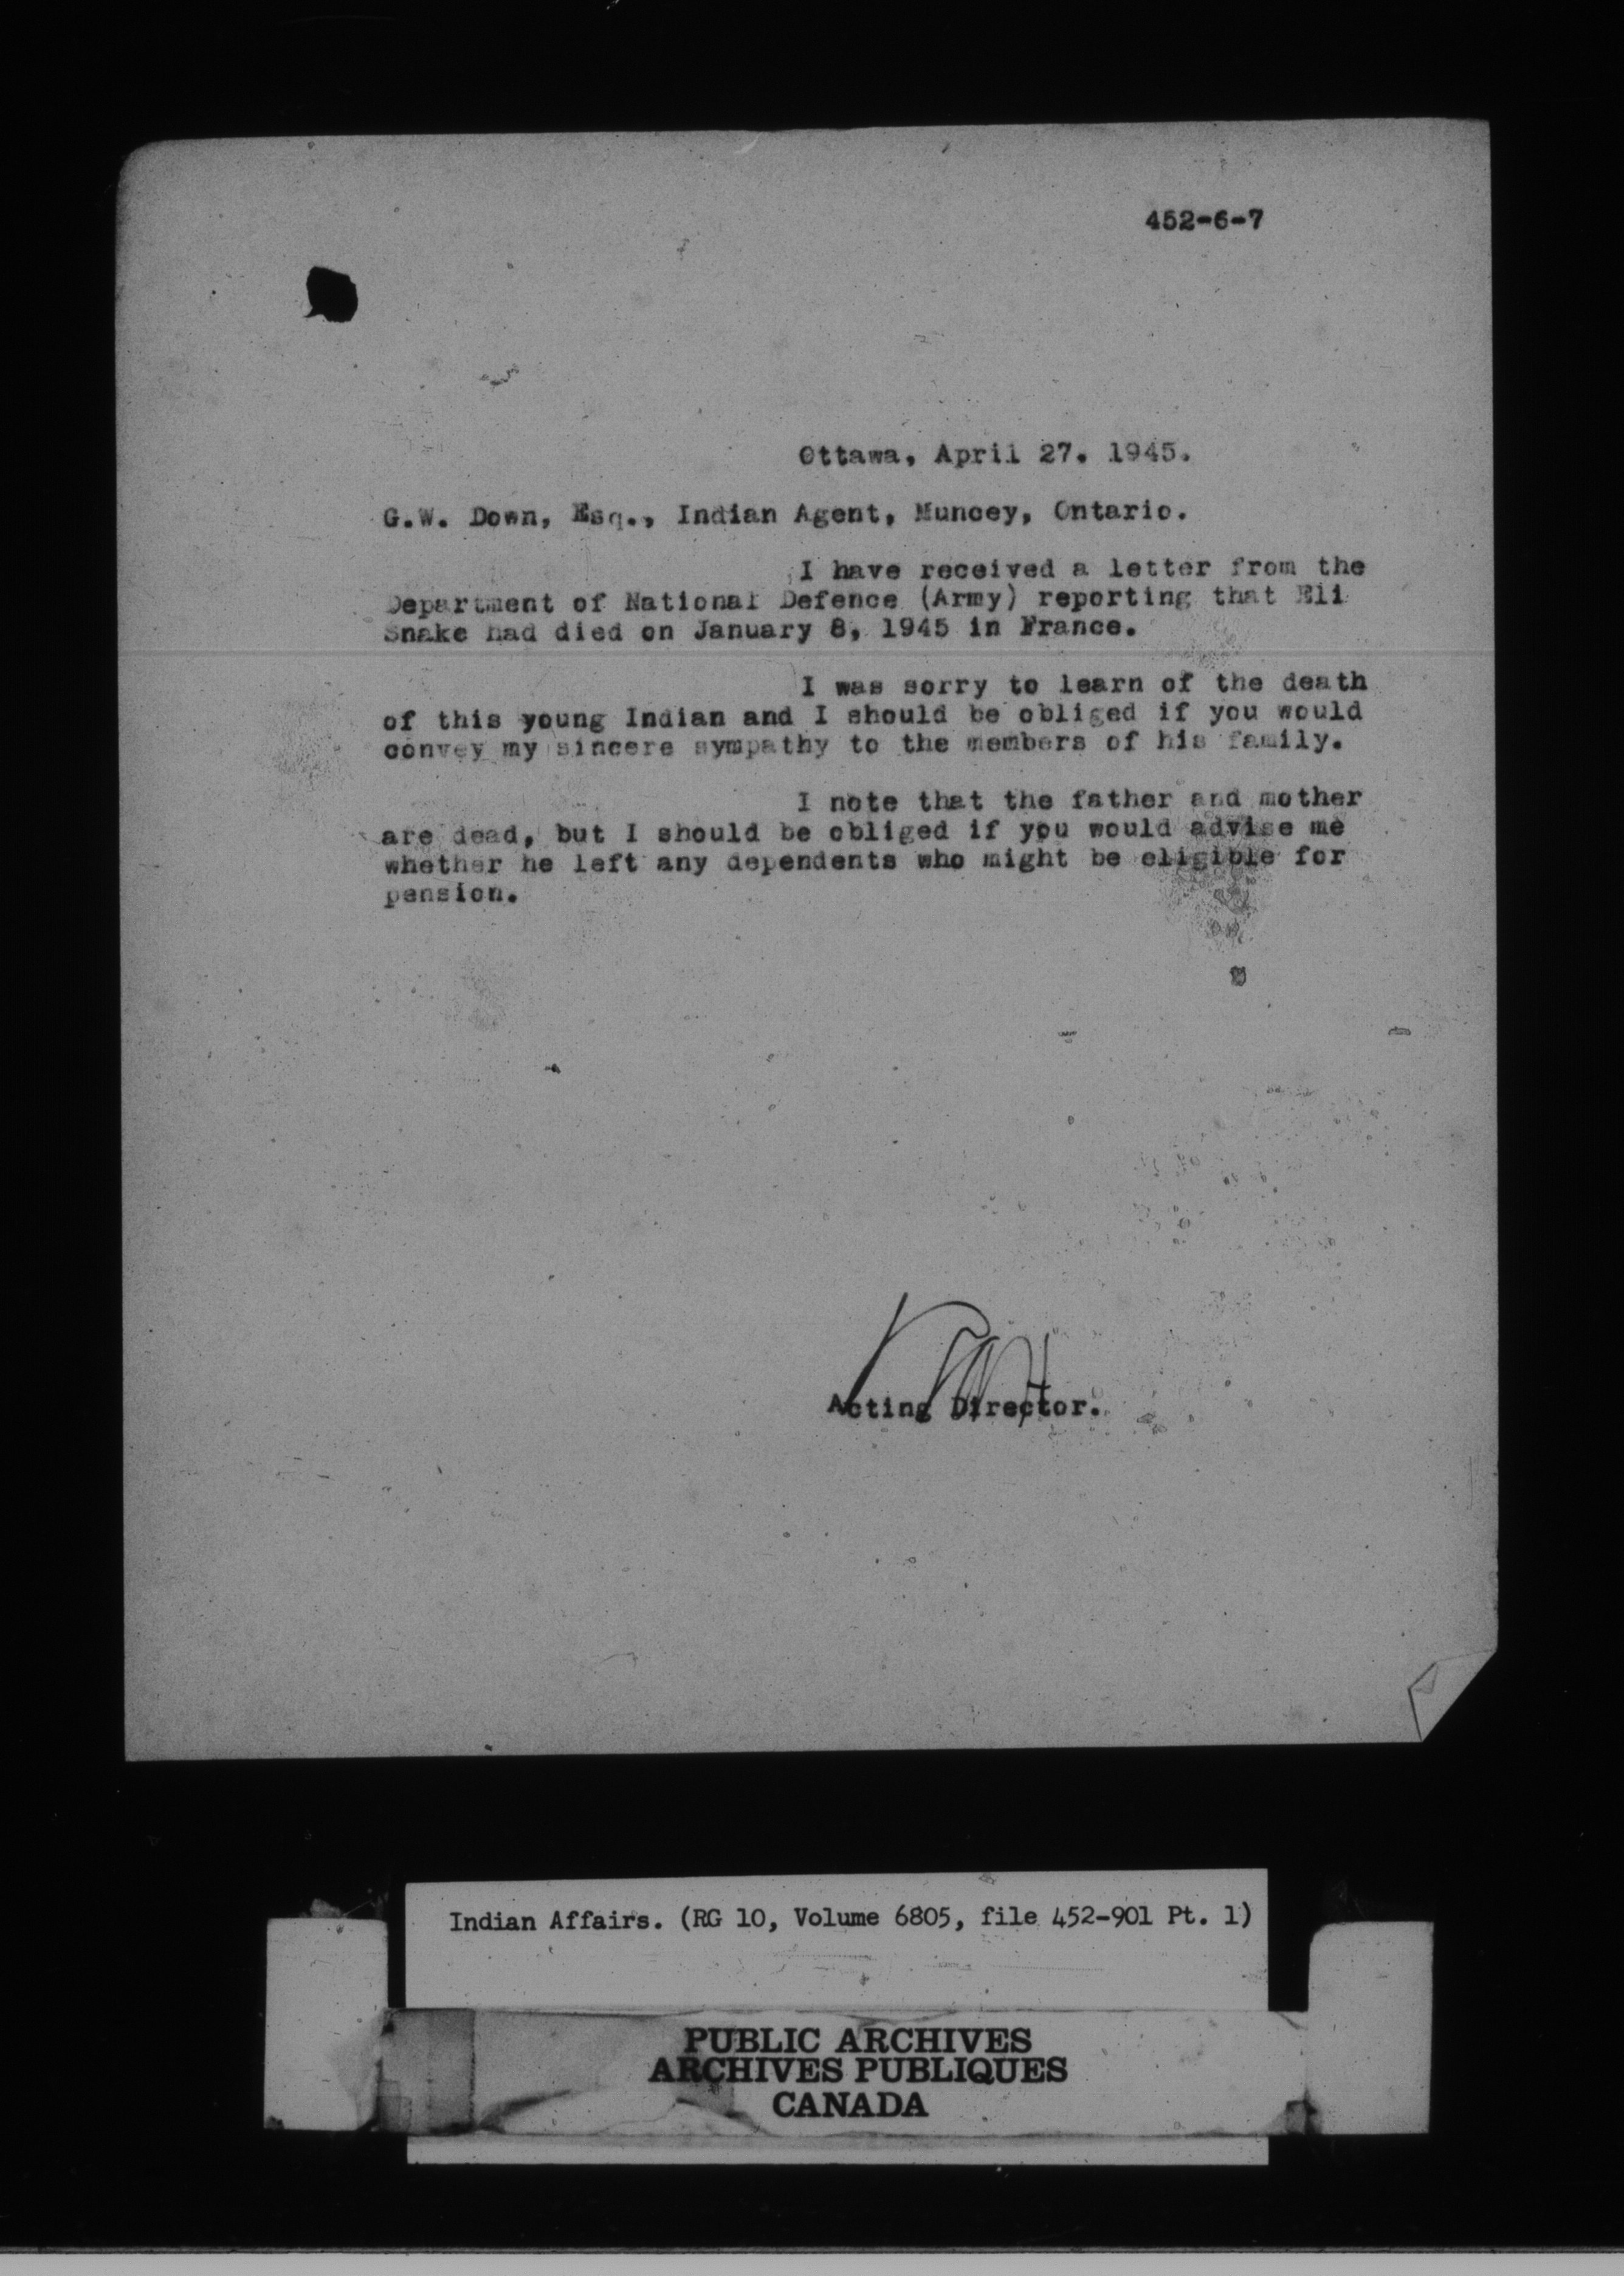 452-6-7
Ottawa, April 27. 1945.
G.W. Down, Esq., Indian Agent, Muncey, Ontario.
I have received a letter from the
Department of National Defence (Army) reporting that Eli
Snake had died on January 8, 1945 in France.
I was sorry to learn of the death
of this young Indian and I should be obliged if you would
convey my sincere sympathy to the members of his family.
I note that the father and mother
are dead, but I should be obliged if you would advise me
whether he left any dependents who might be eligible for
pension.
Acting Director.
Indian Affairs. (RG 10, Volume 6805, file 452-901 Pt. 1)
PUBLIC ARCHIVES
ARCHIVES PUBLIQUES
CANADA